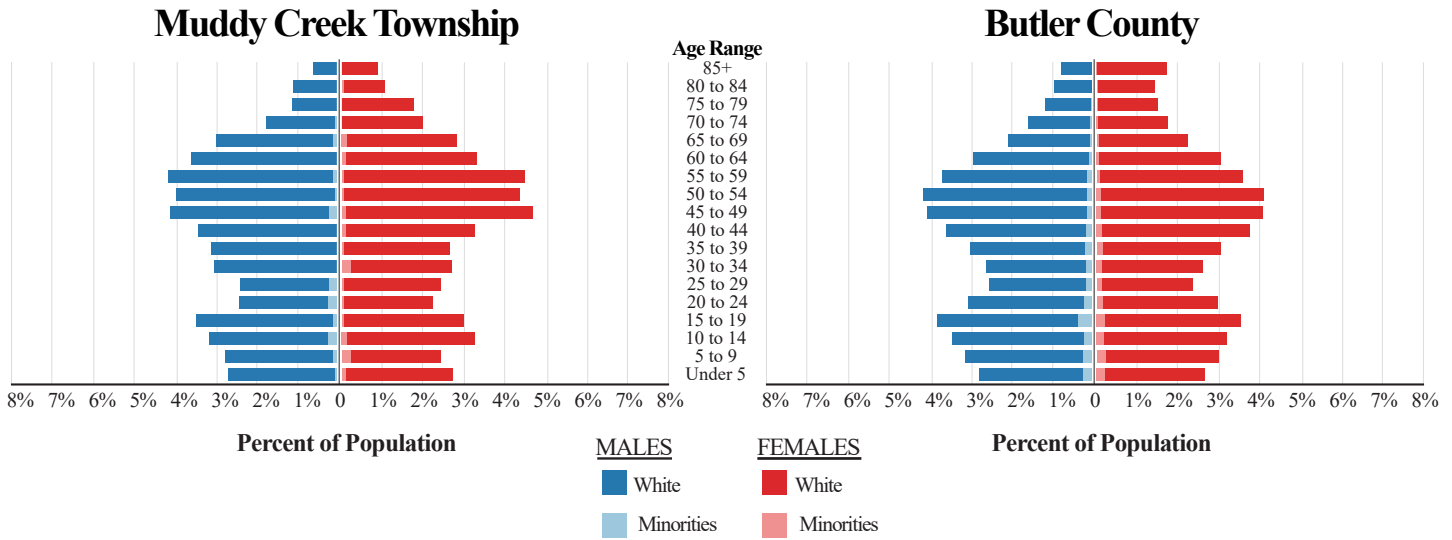 Muddy Creek Township
Butler County
Age Range
85+
80 to 84
75 to 79
70 to 74
65 to 69
60 to 64
55 to 59
50 to 54
45 to 49
40 to 44
35 to 39
30 to 34
25 to 29
20 to 24
15 to 19
10 to 14
5 to 9
Under 5
8% 7% 6% 5% 4% 3% 2% 1% 0 1% 2% 3% 4% 5% 6% 7% 8%
8% 7% 6% 5% 4% 3% 2% 1% 0 1% 2% 3% 4% 5% 6% 7% 8%
Percent of Population
Percent of Population
MALES
White
Minorities
FEMALES
White
Minorities